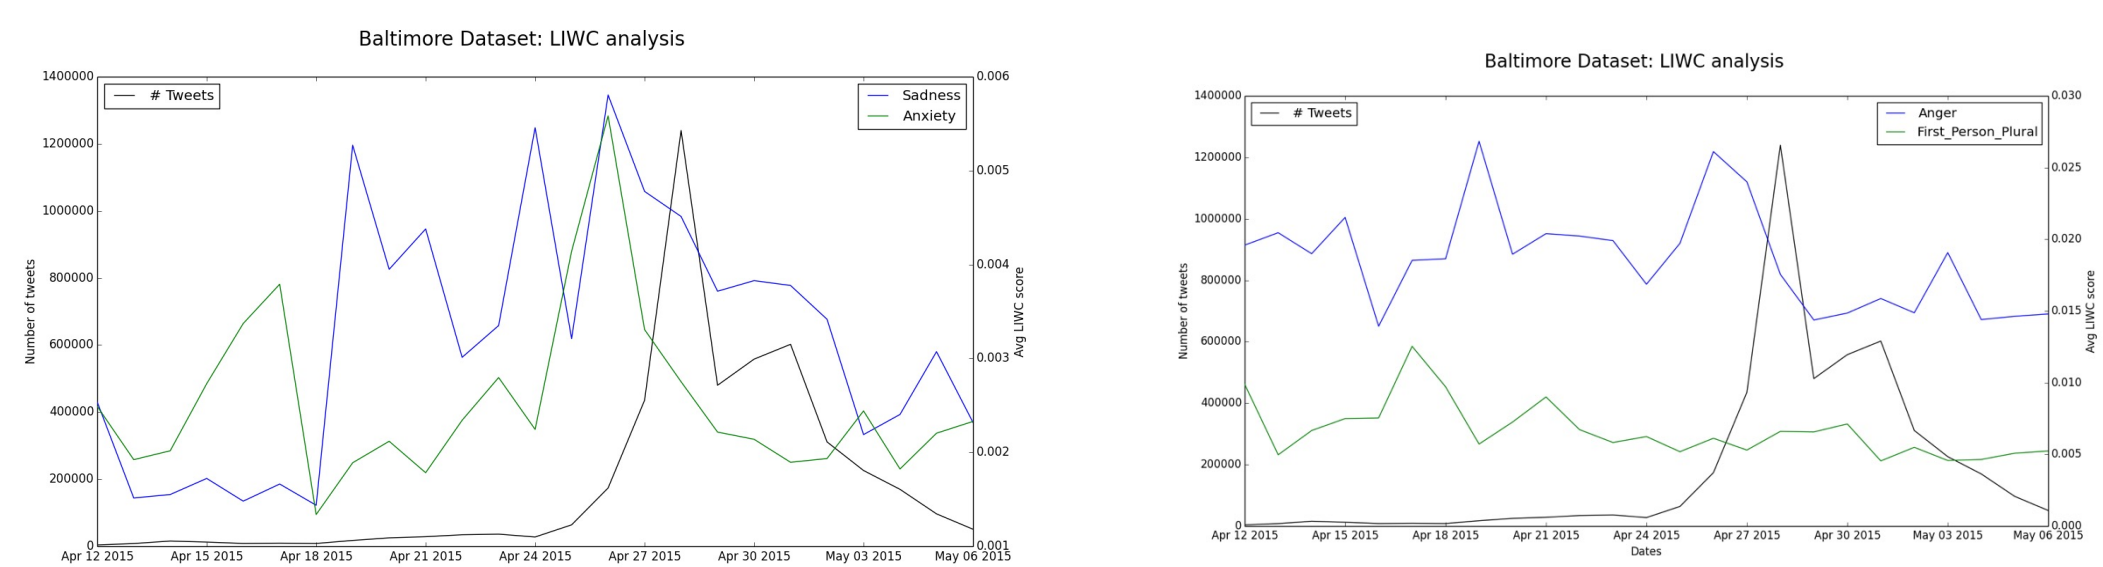 Baltimore Dataset: LIWC analysis
# Tweets
Sadness
Anxiety
1400000
1200000
1000000
800000
600000
400000
200000
0
Number of tweets
0.006
0.005
0.004
0.003
0.002
0.001
Avg LIWC score
Apr 12 2015 Apr 15 2015 Apr 18 2015 Apr 21 2015 Apr 24 2015 Apr 27 2015 Apr 30 2015 May 03 2015 May 06 2015
Baltimore Dataset: LIWC analysis
# Tweets
Anger
First_Person_Plural
1400000
1200000
1000000
800000
600000
400000
200000
0
Number of tweets
0.030
0.025
0.020
0.015
0.010
0.005
0.000
Avg LIWC score
Apr 12 2015 Apr 15 2015 Apr 18 2015 Apr 21 2015 Apr 24 2015 Apr 27 2015 Apr 30 2015 May 03 2015 May 06 2015
Dates